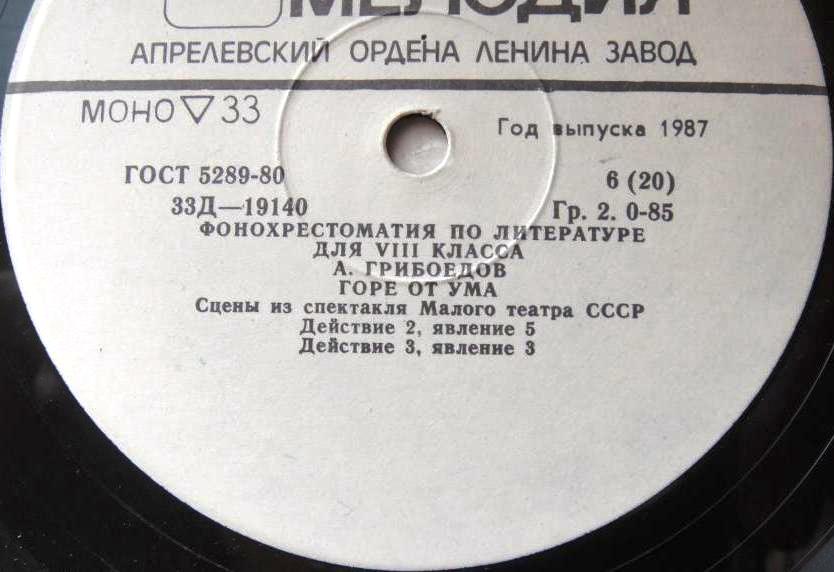 МЕЛОДИЯ
АПРЕЛЕВСКИЙ ОРДЕНА ЛЕНИНА ЗАВОД
МОНО ▽ 33
Год выпуска 1987
ГОСТ 5289-80
6 (20)
33Д—19140
Гр. 2. 0-85
ФОНОХРЕСТОМАТИЯ ПО ЛИТЕРАТУРЕ
ДЛЯ VIII КЛАССА
А. ГРИБОЕДОВ
ГОРЕ ОТ УМА
Сцены из спектакля Малого театра СССР
Действие 2, явление 5
Действие 3, явление 3